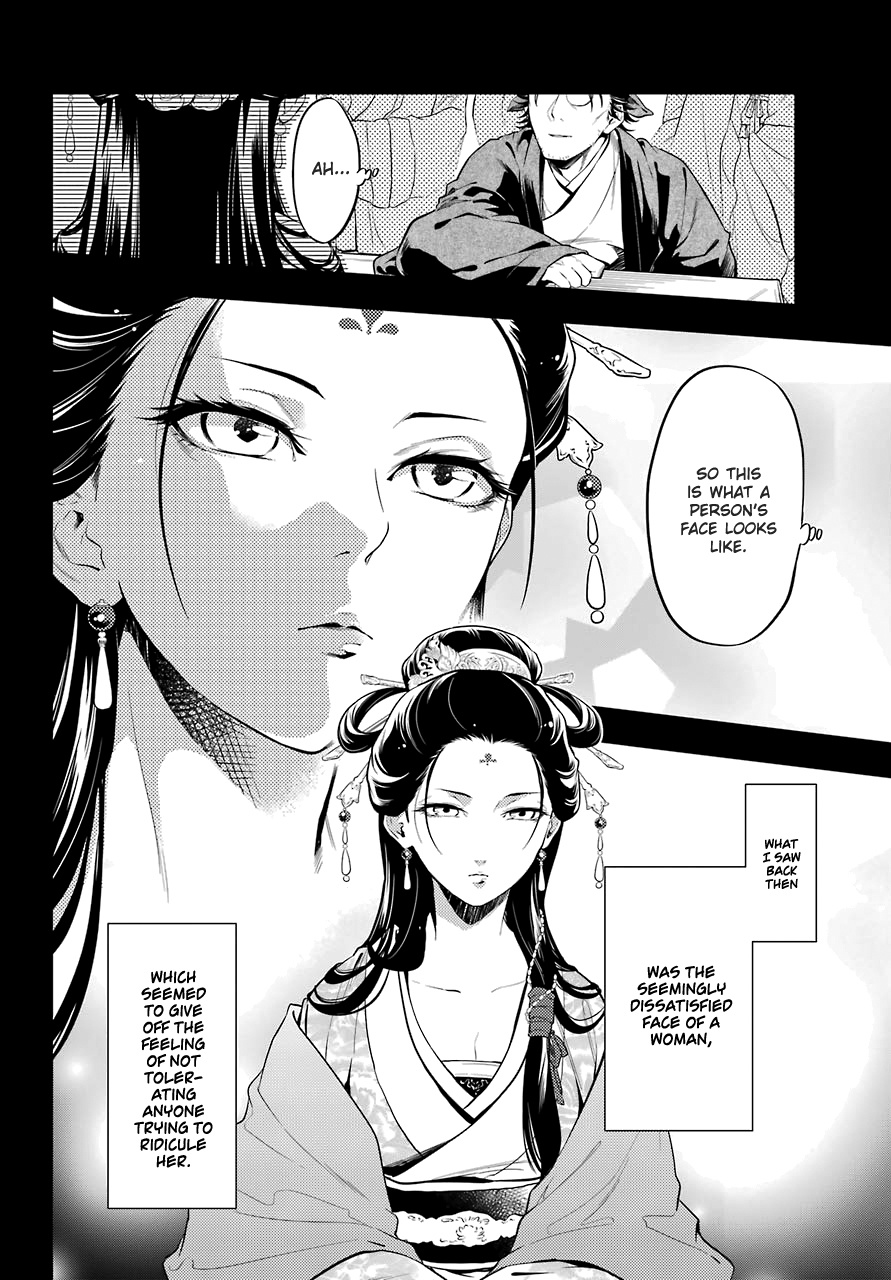 AH...
SO THIS
IS WHAT A
PERSON'S
FACE LOOKS
LIKE.
WHAT
I SAW
BACK
THEN
WAS THE
SEEMINGLY
DISSATISFIED
FACE OF A
WOMAN,
WHICH
SEEMED TO
GIVE
OFF THE
FEELING
OF NOT
TOLER-
ATING
ANYONE
TRYING TO
RIDICULE
HER.